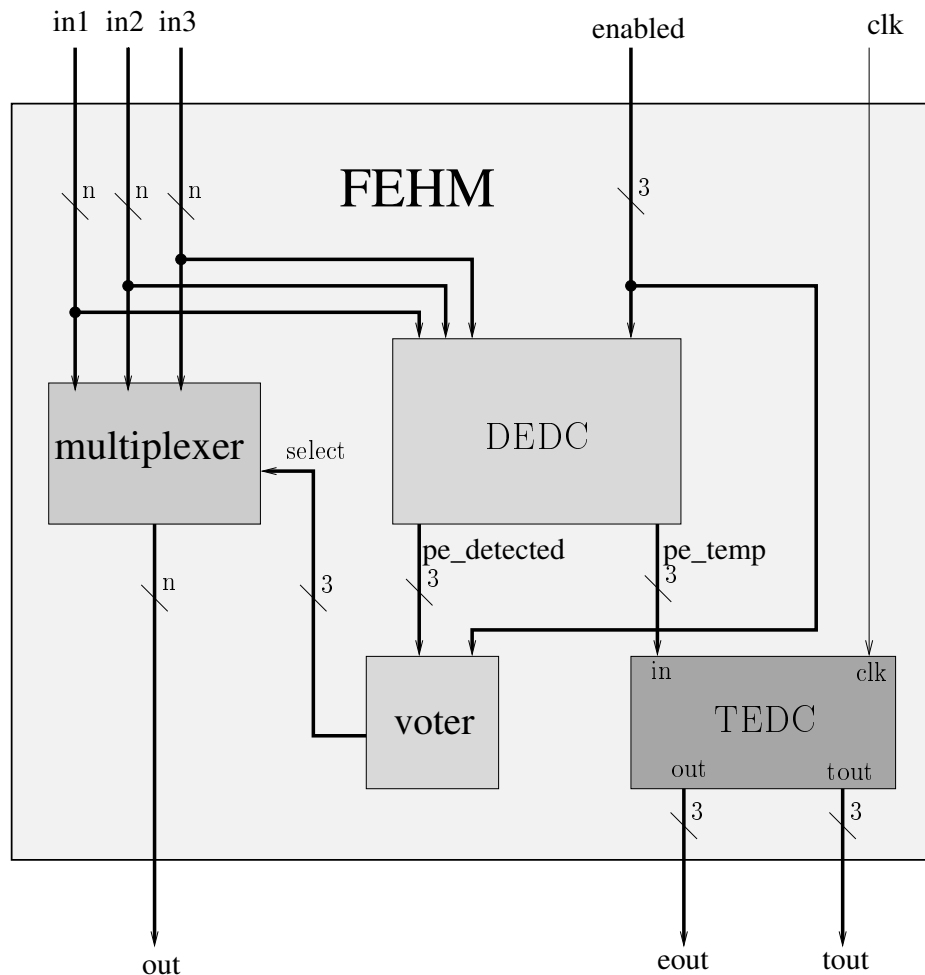 in1 in2 in3 enabled clk
n n n 3
FEHM
DEDC
multiplexer
select
pe_detected pe_temp
n 3 3 3
in clk
voter
TEDC
out tout
3 3
out eout tout